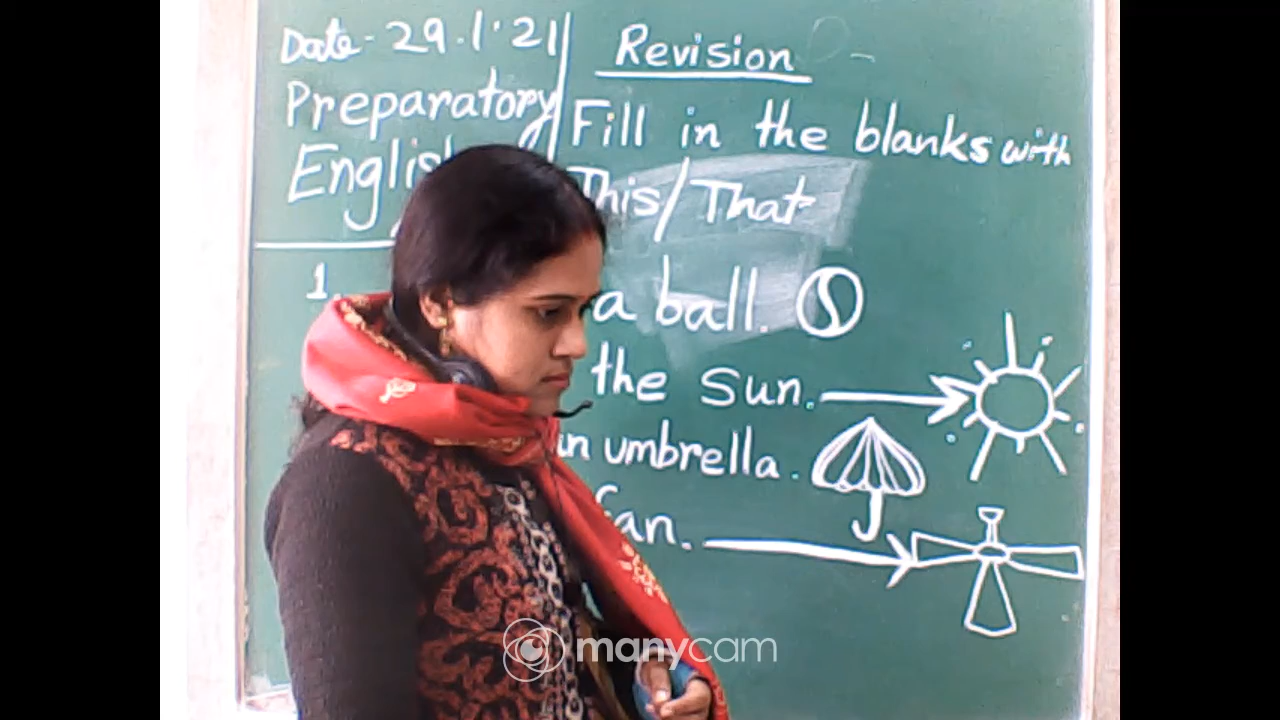 Date - 29.1.21
Preparatory
English
Revision
Fill in the blanks with
This/That
1. a ball.
the sun.
umbrella.
fan.
manycam